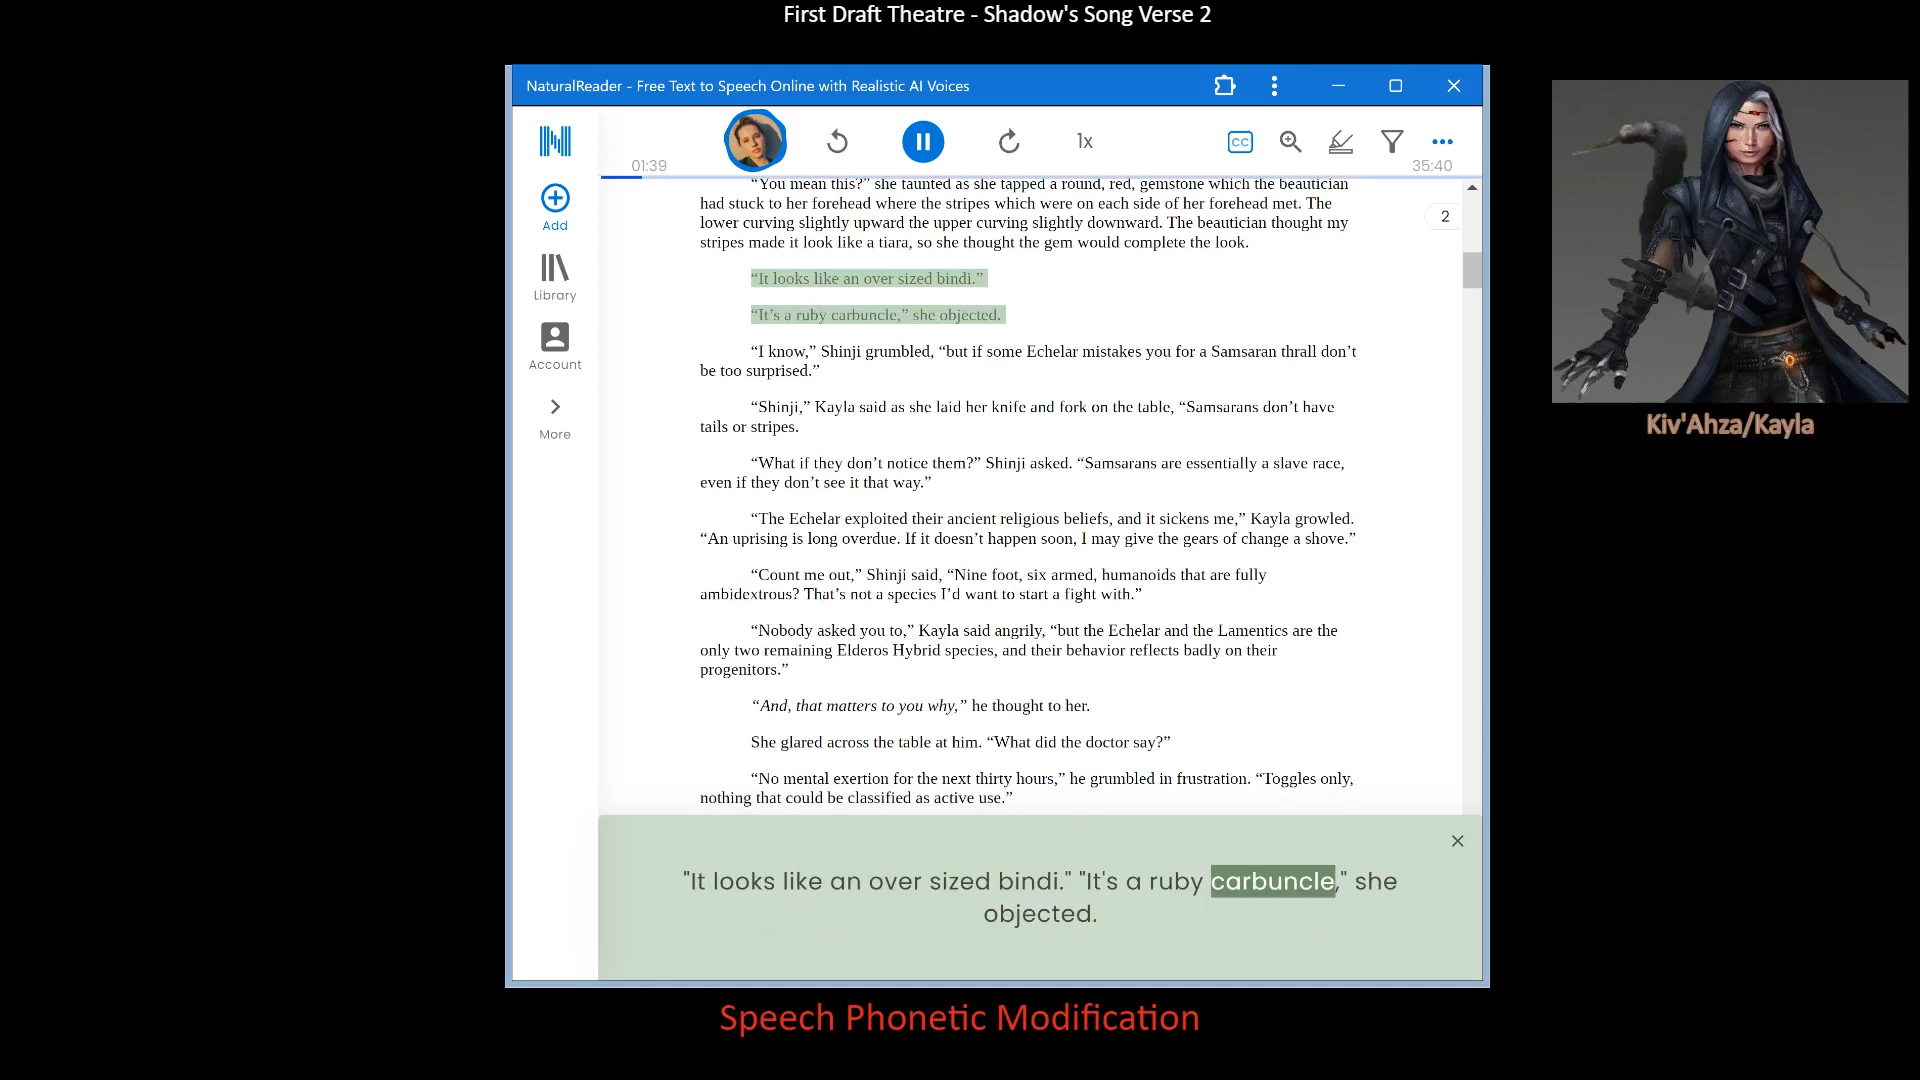 First Draft Theatre - Shadow's Song Verse 2
NaturalReader - Free Text to Speech Online with Realistic AI Voices
1x
CC
01:39
35:40
Add
Library
Account
More
2
“You mean this?” she taunted as she tapped a round, red, gemstone which the beautician
had stuck to her forehead where the stripes which were on each side of her forehead met. The
lower curving slightly upward the upper curving slightly downward. The beautician thought my
stripes made it look like a tiara, so she thought the gem would complete the look.
“It looks like an over sized bindi.”
“It’s a ruby carbuncle,” she objected.
“I know,” Shinji grumbled, “but if some Echelar mistakes you for a Samsaran thrall don’t
be too surprised.”
“Shinji,” Kayla said as she laid her knife and fork on the table, “Samsarans don’t have
tails or stripes.
“What if they don’t notice them?” Shinji asked. “Samsarans are essentially a slave race,
even if they don’t see it that way.”
“The Echelar exploited their ancient religious beliefs, and it sickens me,” Kayla growled.
“An uprising is long overdue. If it doesn’t happen soon, I may give the gears of change a shove.”
“Count me out,” Shinji said, “Nine foot, six armed, humanoids that are fully
ambidextrous? That’s not a species I’d want to start a fight with.”
“Nobody asked you to,” Kayla said angrily, “but the Echelar and the Lamentics are the
only two remaining Elderos Hybrid species, and their behavior reflects badly on their
progenitors.”
“And, that matters to you why,” he thought to her.
She glared across the table at him. “What did the doctor say?”
“No mental exertion for the next thirty hours,” he grumbled in frustration. “Toggles only,
nothing that could be classified as active use.”
"It looks like an over sized bindi." "It's a ruby carbuncle," she
objected.
Kiv'Ahza/Kayla
Speech Phonetic Modification